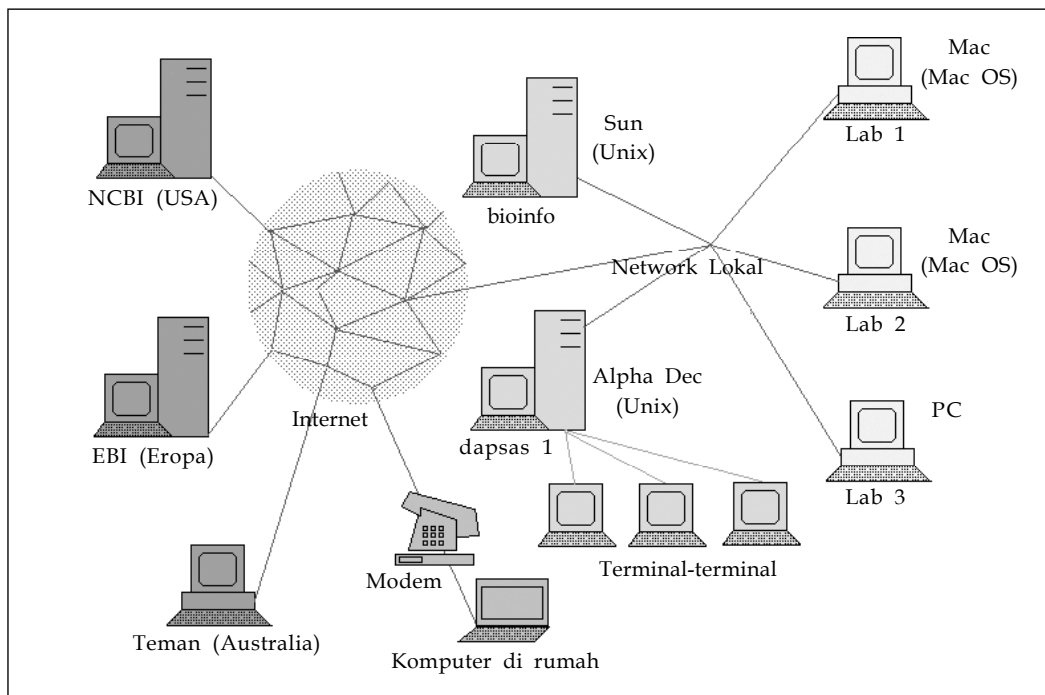 Mac
(Mac OS)
Lab 1
Sun
(Unix)
NCBI (USA)
bioinfo
Mac
(Mac OS)
Network Lokal
Lab 2
Alpha Dec
(Unix)
Internet
PC
EBI (Eropa)
dapsas 1
Lab 3
Modem
Terminal-terminal
Teman (Australia)
Komputer di rumah